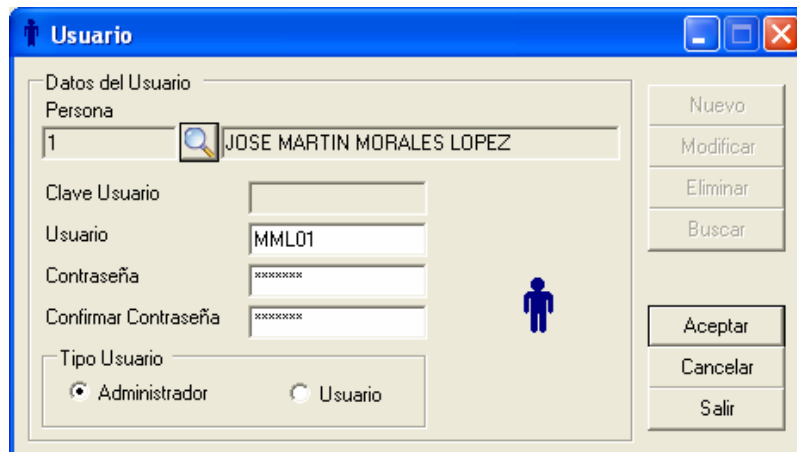 Usuario
Datos del Usuario
Persona
1 JOSE MARTIN MORALES LOPEZ
Clave Usuario
Usuario MML01
Contraseña *******
Confirmar Contraseña *******
Tipo Usuario
Administrador Usuario
Nuevo
Modificar
Eliminar
Buscar
Aceptar
Cancelar
Salir